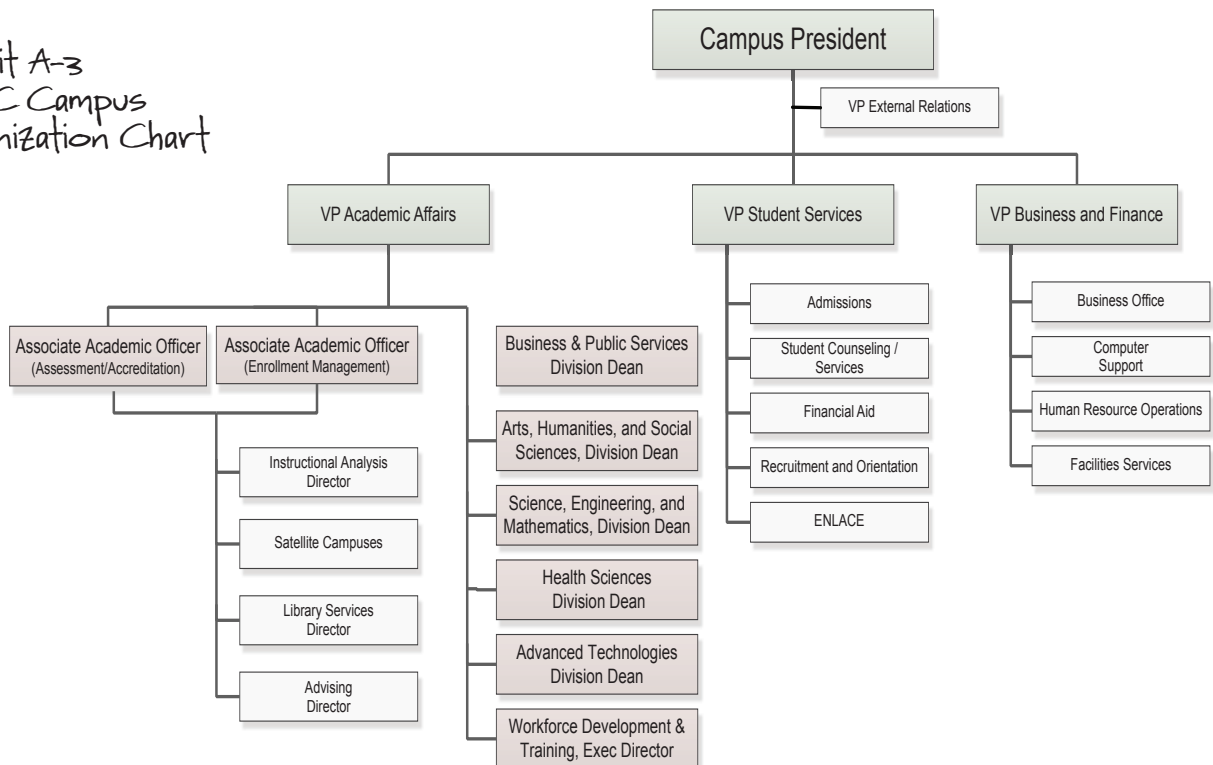 it A-3
C Campus
nization Chart
Campus President
VP External Relations
VP Academic Affairs
VP Student Services
VP Business and Finance
Associate Academic Officer
(Assessment/Accreditation)
Associate Academic Officer
(Enrollment Management)
Instructional Analysis
Director
Satellite Campuses
Library Services
Director
Advising
Director
Business & Public Services
Division Dean
Arts, Humanities, and Social
Sciences, Division Dean
Science, Engineering, and
Mathematics, Division Dean
Health Sciences
Division Dean
Advanced Technologies
Division Dean
Workforce Development &
Training, Exec Director
Admissions
Student Counseling /
Services
Financial Aid
Recruitment and Orientation
ENLACE
Business Office
Computer
Support
Human Resource Operations
Facilities Services